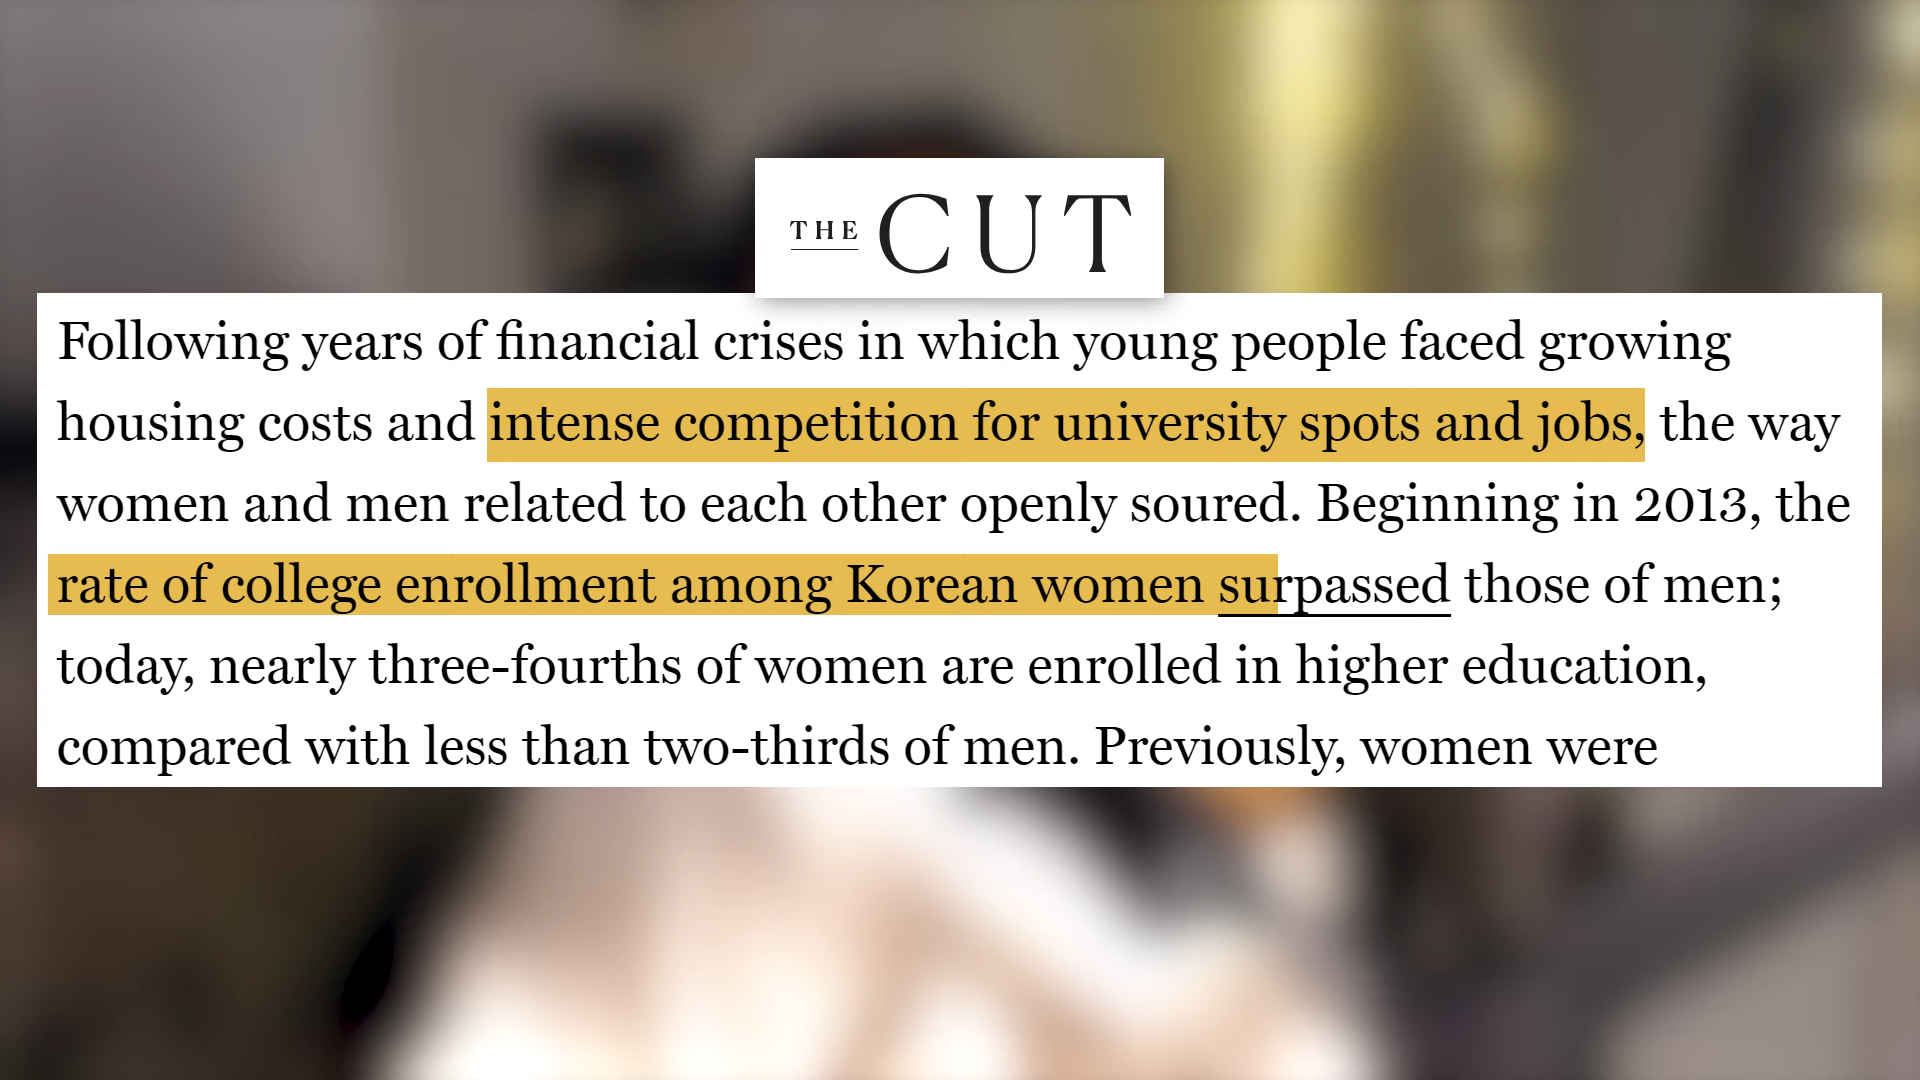 THE CUT
Following years of financial crises in which young people faced growing
housing costs and intense competition for university spots and jobs, the way
women and men related to each other openly soured. Beginning in 2013, the
rate of college enrollment among Korean women surpassed those of men;
today, nearly three-fourths of women are enrolled in higher education,
compared with less than two-thirds of men. Previously, women were